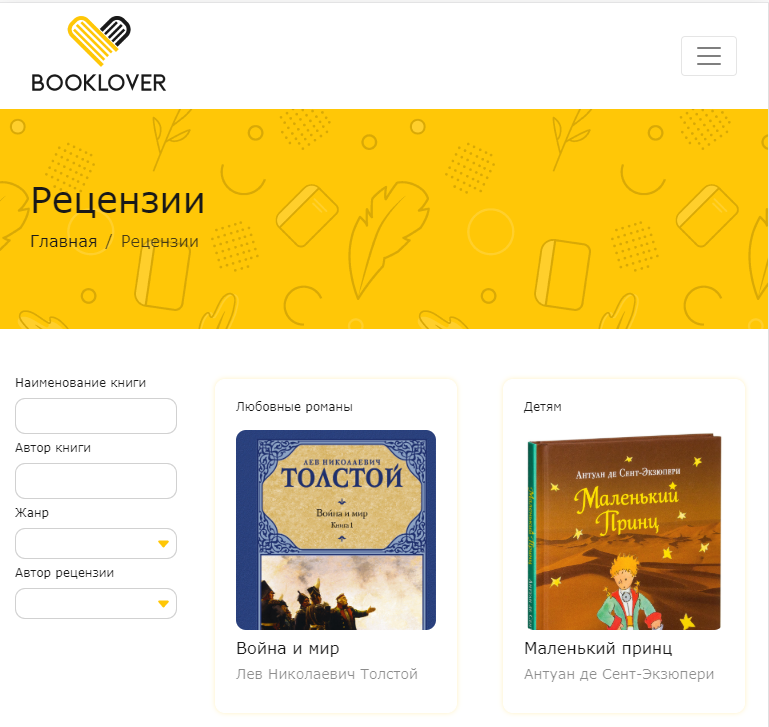 BOOKLOVER
Рецензии
Главная / Рецензии
Наименование книги
Автор книги
Жанр
Автор рецензии
Любовные романы
ЛЕВ НИКОЛАЕВИЧ
ТОЛСТОЙ
Война и мир
Книга 1
Война и мир
Лев Николаевич Толстой
Детям
Антуан де Сент-Экзюпери
Маленький
Принц
Маленький принц
Антуан де Сент-Экзюпери